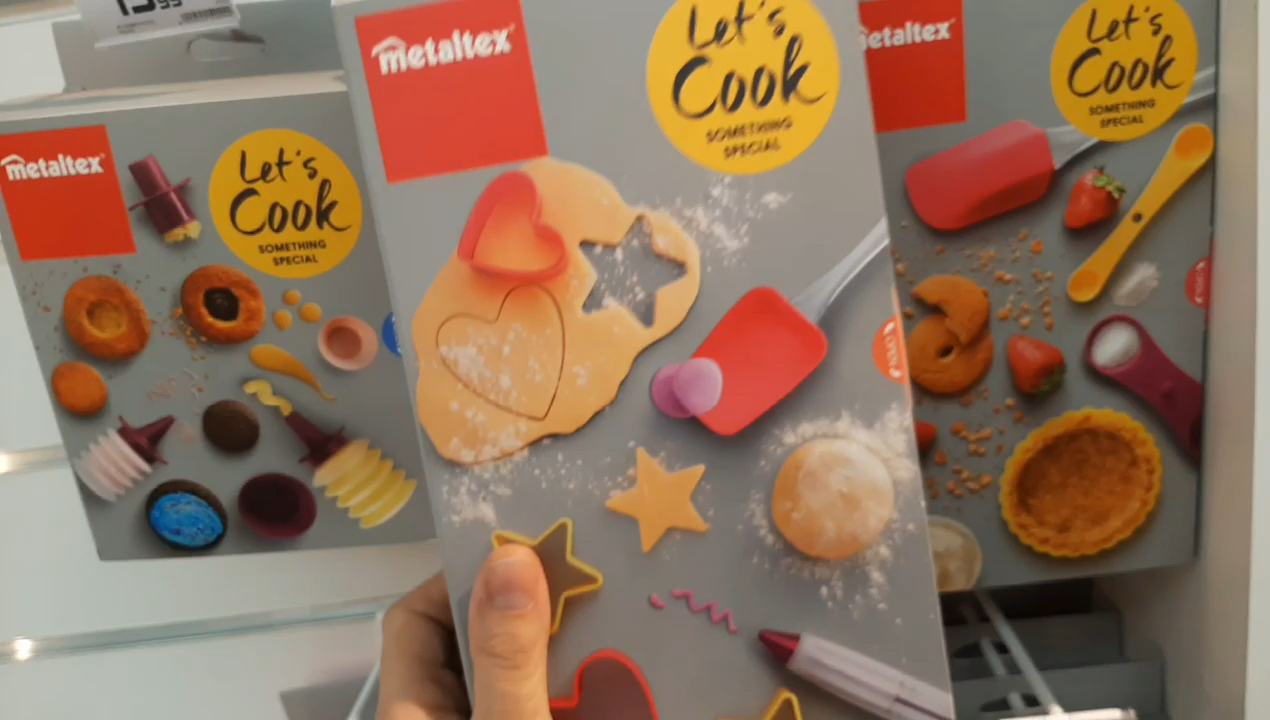 metaltex
Let's
Cook
SOMETHING
SPECIAL
metaltex
Let's
Cook
SOMETHING
SPECIAL
metaltex
Let's
Cook
SOMETHING
SPECIAL